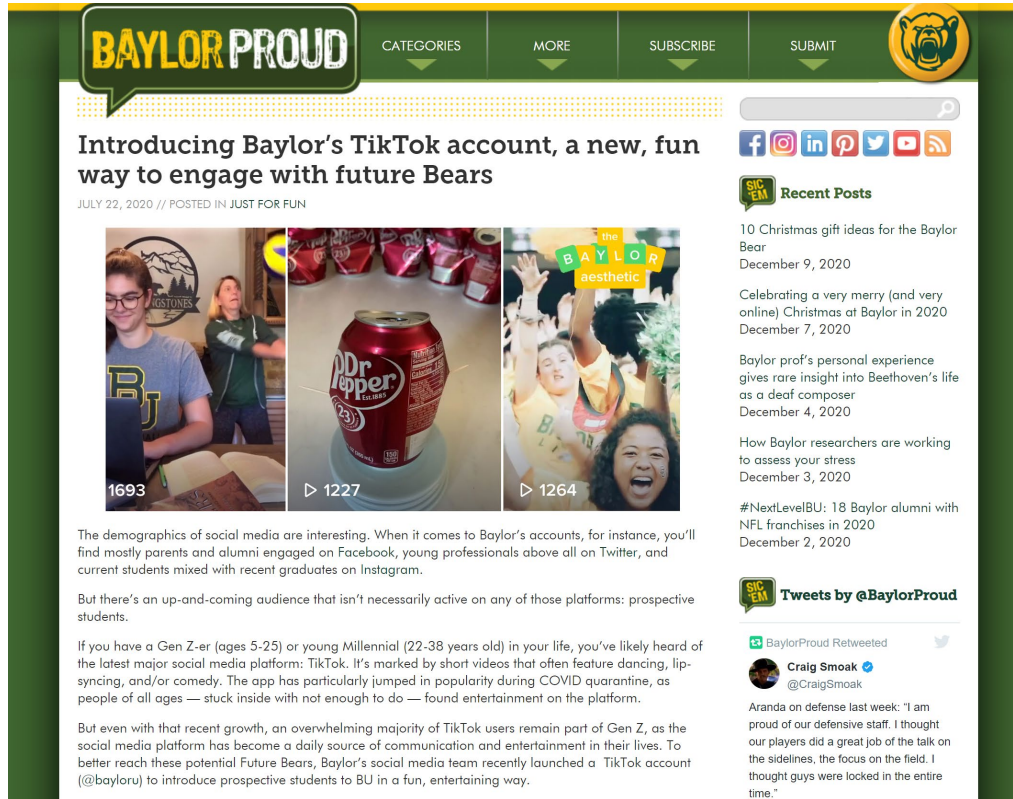 BAYLOR PROUD
CATEGORIES
MORE
SUBSCRIBE
SUBMIT
Introducing Baylor's TikTok account, a new, fun
way to engage with future Bears
JULY 22, 2020 // POSTED IN JUST FOR FUN
GSTONES
BU
1693
Dr
Pepper
Est. 1885
23
1227
the
BAYLOR
aesthetic
1264
The demographics of social media are interesting. When it comes to Baylor's accounts, for instance, you'll
find mostly parents and alumni engaged on Facebook, young professionals above all on Twitter, and
current students mixed with recent graduates on Instagram.
But there's an up-and-coming audience that isn't necessarily active on any of those platforms: prospective
students.
If you have a Gen Z-er (ages 5-25) or young Millennial (22-38 years old) in your life, you've likely heard of
the latest major social media platform: TikTok. It's marked by short videos that often feature dancing, lip-
syncing, and/or comedy. The app has particularly jumped in popularity during COVID quarantine, as
people of all ages — stuck inside with not enough to do — found entertainment on the platform.
But even with that recent growth, an overwhelming majority of TikTok users remain part of Gen Z, as the
social media platform has become a daily source of communication and entertainment in their lives. To
better reach these potential Future Bears, Baylor's social media team recently launched a TikTok account
(@bayloru) to introduce prospective students to BU in a fun, entertaining way.
SIC
'EM
Recent Posts
10 Christmas gift ideas for the Baylor
Bear
December 9, 2020
Celebrating a very merry (and very
online) Christmas at Baylor in 2020
December 7, 2020
Baylor prof's personal experience
gives rare insight into Beethoven's life
as a deaf composer
December 4, 2020
How Baylor researchers are working
to assess your stress
December 3, 2020
#NextLevelBU: 18 Baylor alumni with
NFL franchises in 2020
December 2, 2020
SIC
'EM
Tweets by @BaylorProud
BaylorProud Retweeted
Craig Smoak
@CraigSmoak
Aranda on defense last week: "I am
proud of our defensive staff. I thought
our players did a great job of the talk on
the sidelines, the focus on the field. I
thought guys were locked in the entire
time."